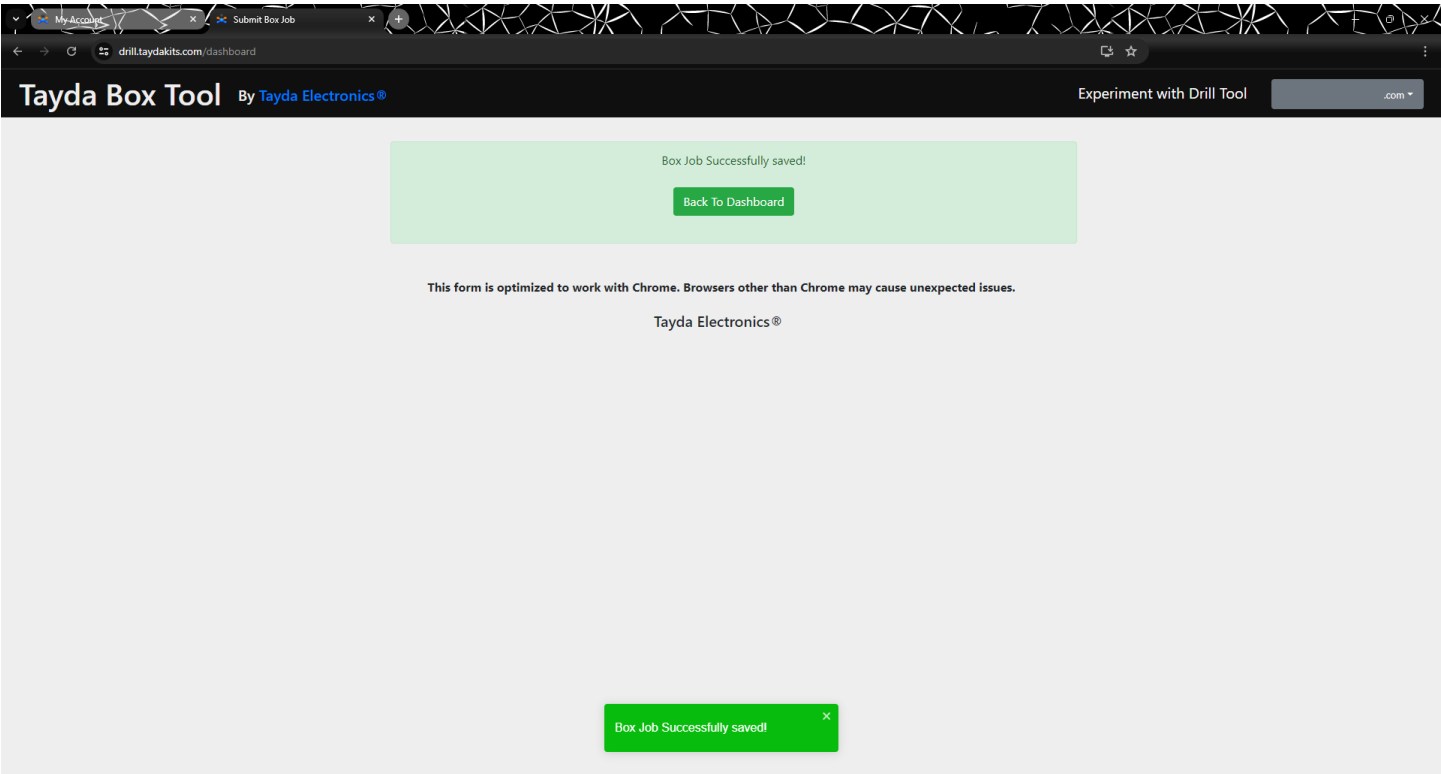 My Account
Submit Box Job
drill.taydakits.com/dashboard
Tayda Box Tool By Tayda Electronics®
Experiment with Drill Tool
.com
Box Job Successfully saved!
Back To Dashboard
This form is optimized to work with Chrome. Browsers other than Chrome may cause unexpected issues.
Tayda Electronics®
Box Job Successfully saved!